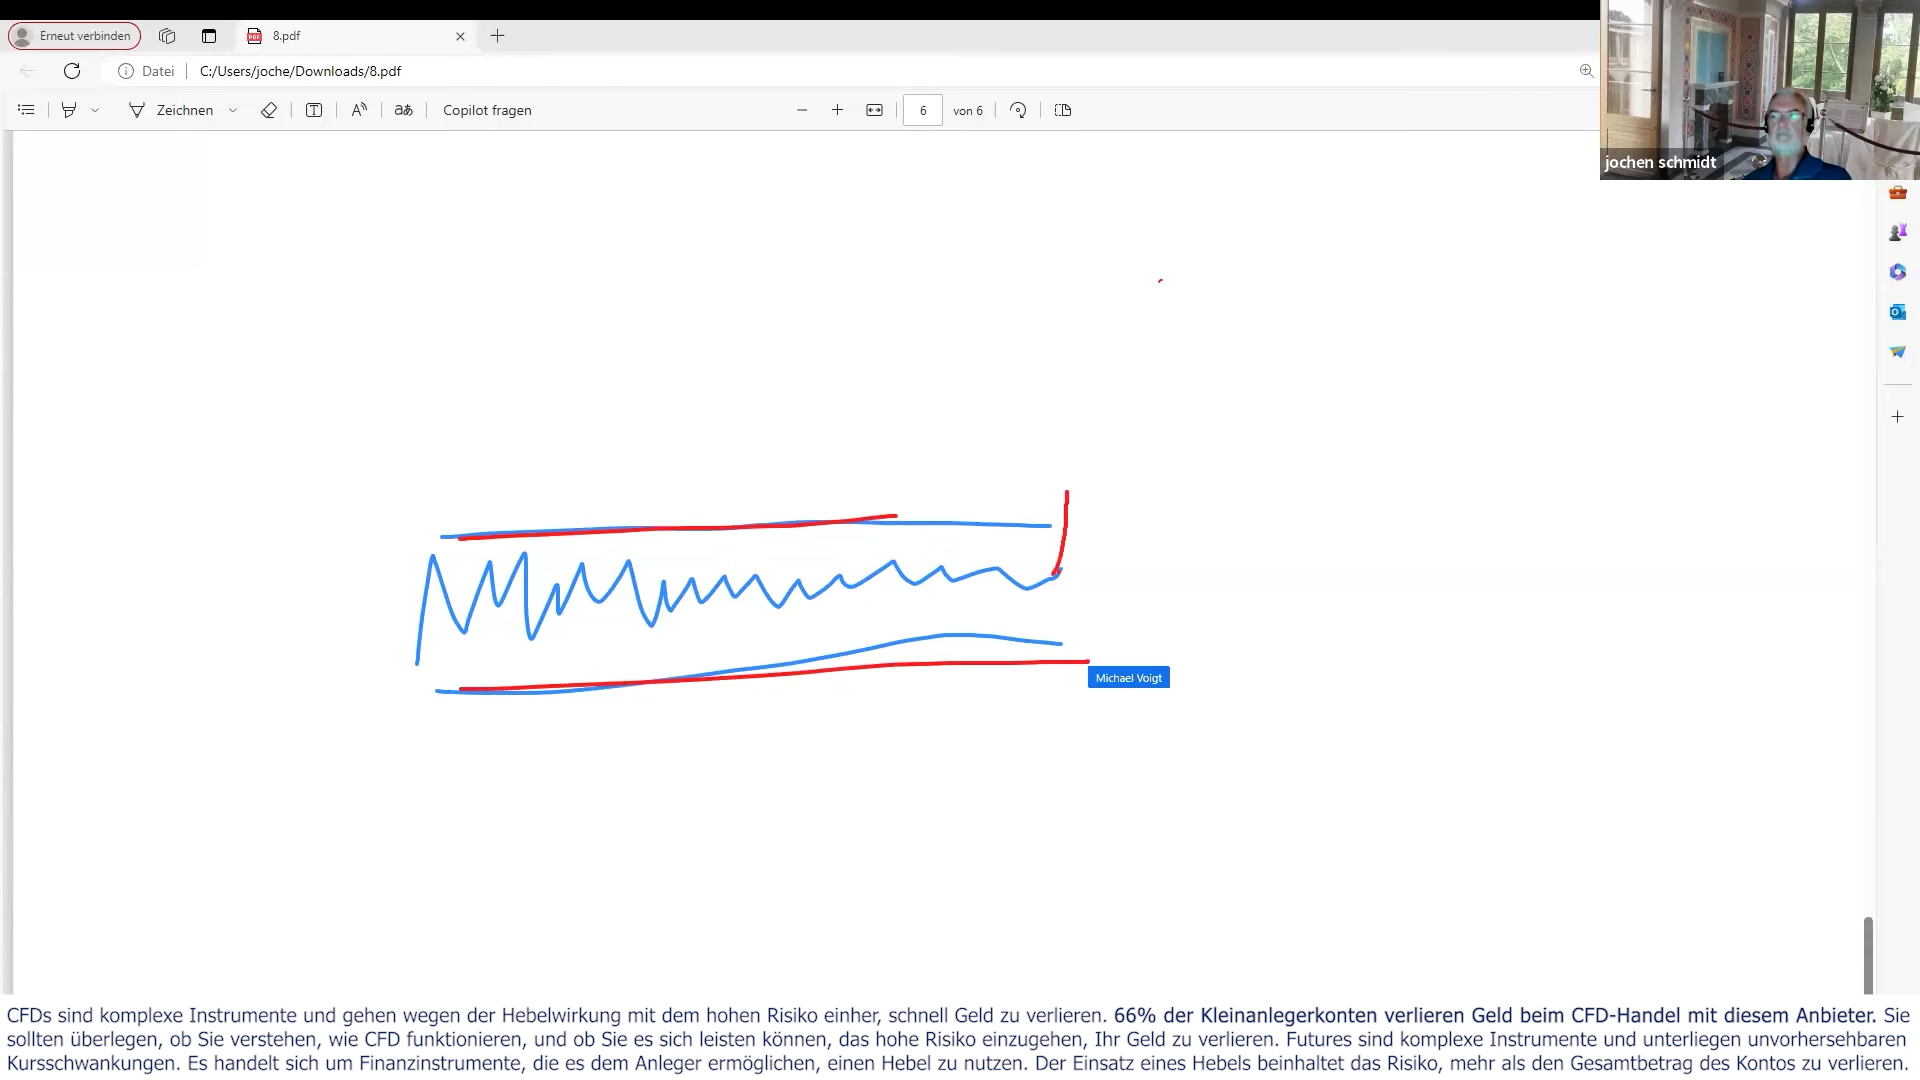 Erneut verbinden
8.pdf
Datei
C:/Users/joche/Downloads/8.pdf
Zeichnen
aあ
Copilot fragen
6
von 6
jochen schmidt
Michael Voigt
CFDs sind komplexe Instrumente und gehen wegen der Hebelwirkung mit dem hohen Risiko einher, schnell Geld zu verlieren. 66% der Kleinanlegerkonten verlieren Geld beim CFD-Handel mit diesem Anbieter. Sie
sollten überlegen, ob Sie verstehen, wie CFD funktionieren, und ob Sie es sich leisten können, das hohe Risiko einzugehen, Ihr Geld zu verlieren. Futures sind komplexe Instrumente und unterliegen unvorhersehbaren
Kursschwankungen. Es handelt sich um Finanzinstrumente, die es dem Anleger ermöglichen, einen Hebel zu nutzen. Der Einsatz eines Hebels beinhaltet das Risiko, mehr als den Gesamtbetrag des Kontos zu verlieren.